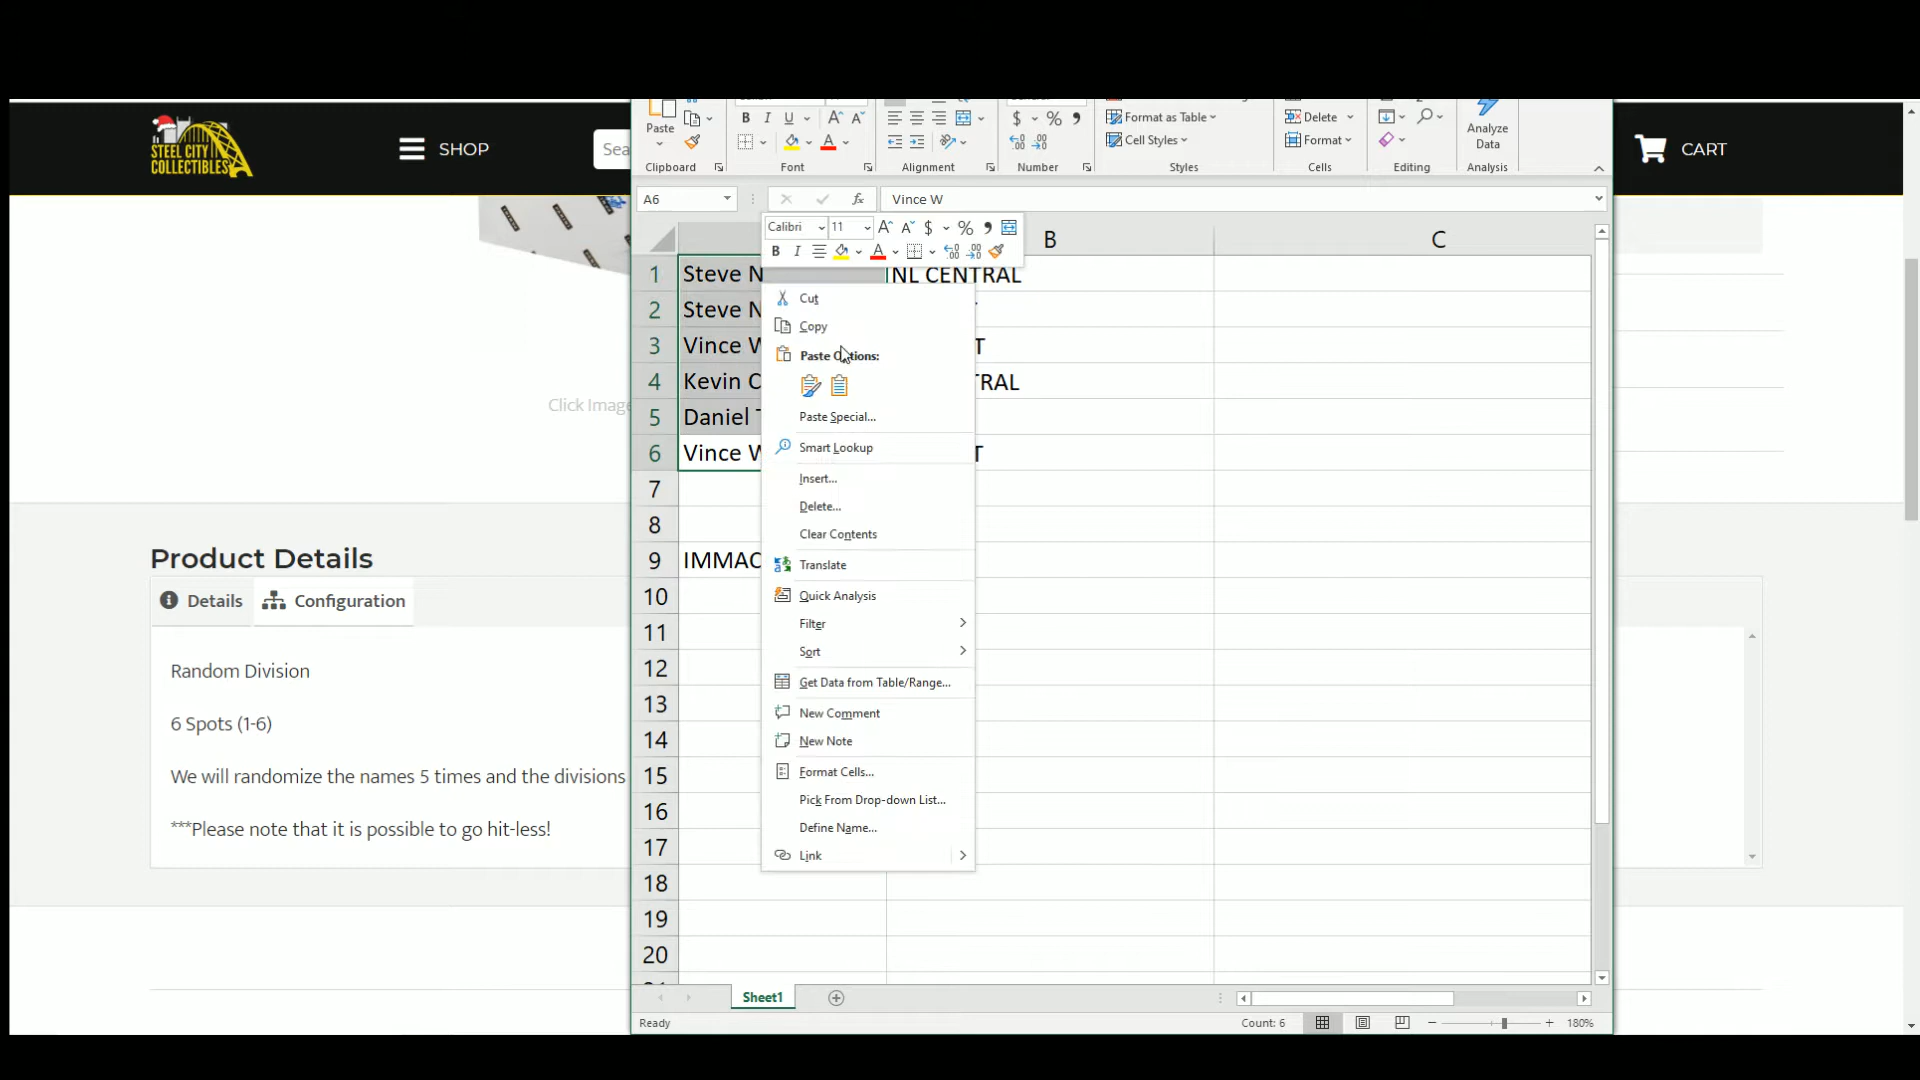 STEEL CITY
COLLECTIBLES
SHOP
Sea
CART
Click Image
Product Details
Details
Configuration
Random Division
6 Spots (1-6)
We will randomize the names 5 times and the divisions
***Please note that it is possible to go hit-less!
Paste
B I U A A
$ % ,
Format as Table
Cell Styles
Delete
Format
Analyze
Data
Clipboard
Font
Alignment
Number
Styles
Cells
Editing
Analysis
A6
fx
Vince W
Calibri 11 A A $ % ,
B I A
B
C
1 Steve N NL CENTRAL
2 Steve N
3 Vince W T
4 Kevin C TRAL
5 Daniel T
6 Vince W T
7
8
9 IMMAC
10
11
12
13
14
15
16
17
18
19
20
Cut
Copy
Paste Options:
Paste Special...
Smart Lookup
Insert...
Delete...
Clear Contents
Translate
Quick Analysis
Filter
Sort
Get Data from Table/Range...
New Comment
New Note
Format Cells...
Pick From Drop-down List...
Define Name...
Link
Sheet1
Ready
Count: 6
180%